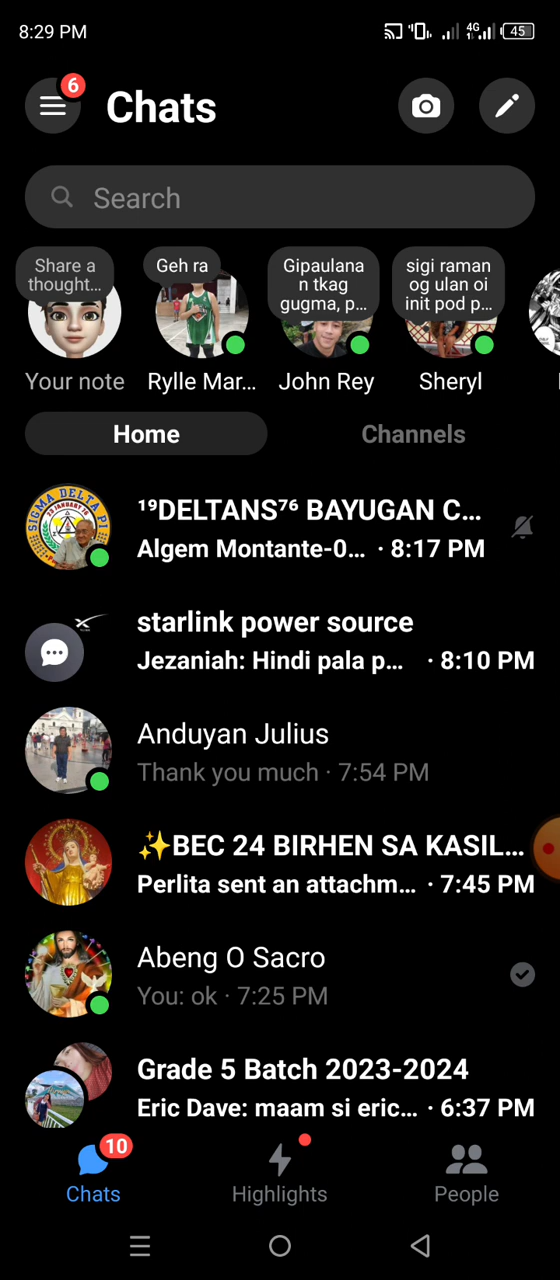 8:29 PM
4G
45
6
Chats
Search
Share a
thought...
Geh ra
Gipaulana
n tkag
gugma, p...
sigi raman
og ulan oi
init pod p...
Your note
Rylle Mar...
John Rey
Sheryl
Home
Channels
¹⁹DELTANS⁷⁶ BAYUGAN C...
Algem Montante-0... · 8:17 PM
SIGMA DELTA PI
starlink power source
Jezaniah: Hindi pala p... · 8:10 PM
Anduyan Julius
Thank you much · 7:54 PM
✨BEC 24 BIRHEN SA KASIL...
Perlita sent an attachm... · 7:45 PM
Abeng O Sacro
You: ok · 7:25 PM
Grade 5 Batch 2023-2024
Eric Dave: maam si eric... · 6:37 PM
10
Chats
Highlights
People